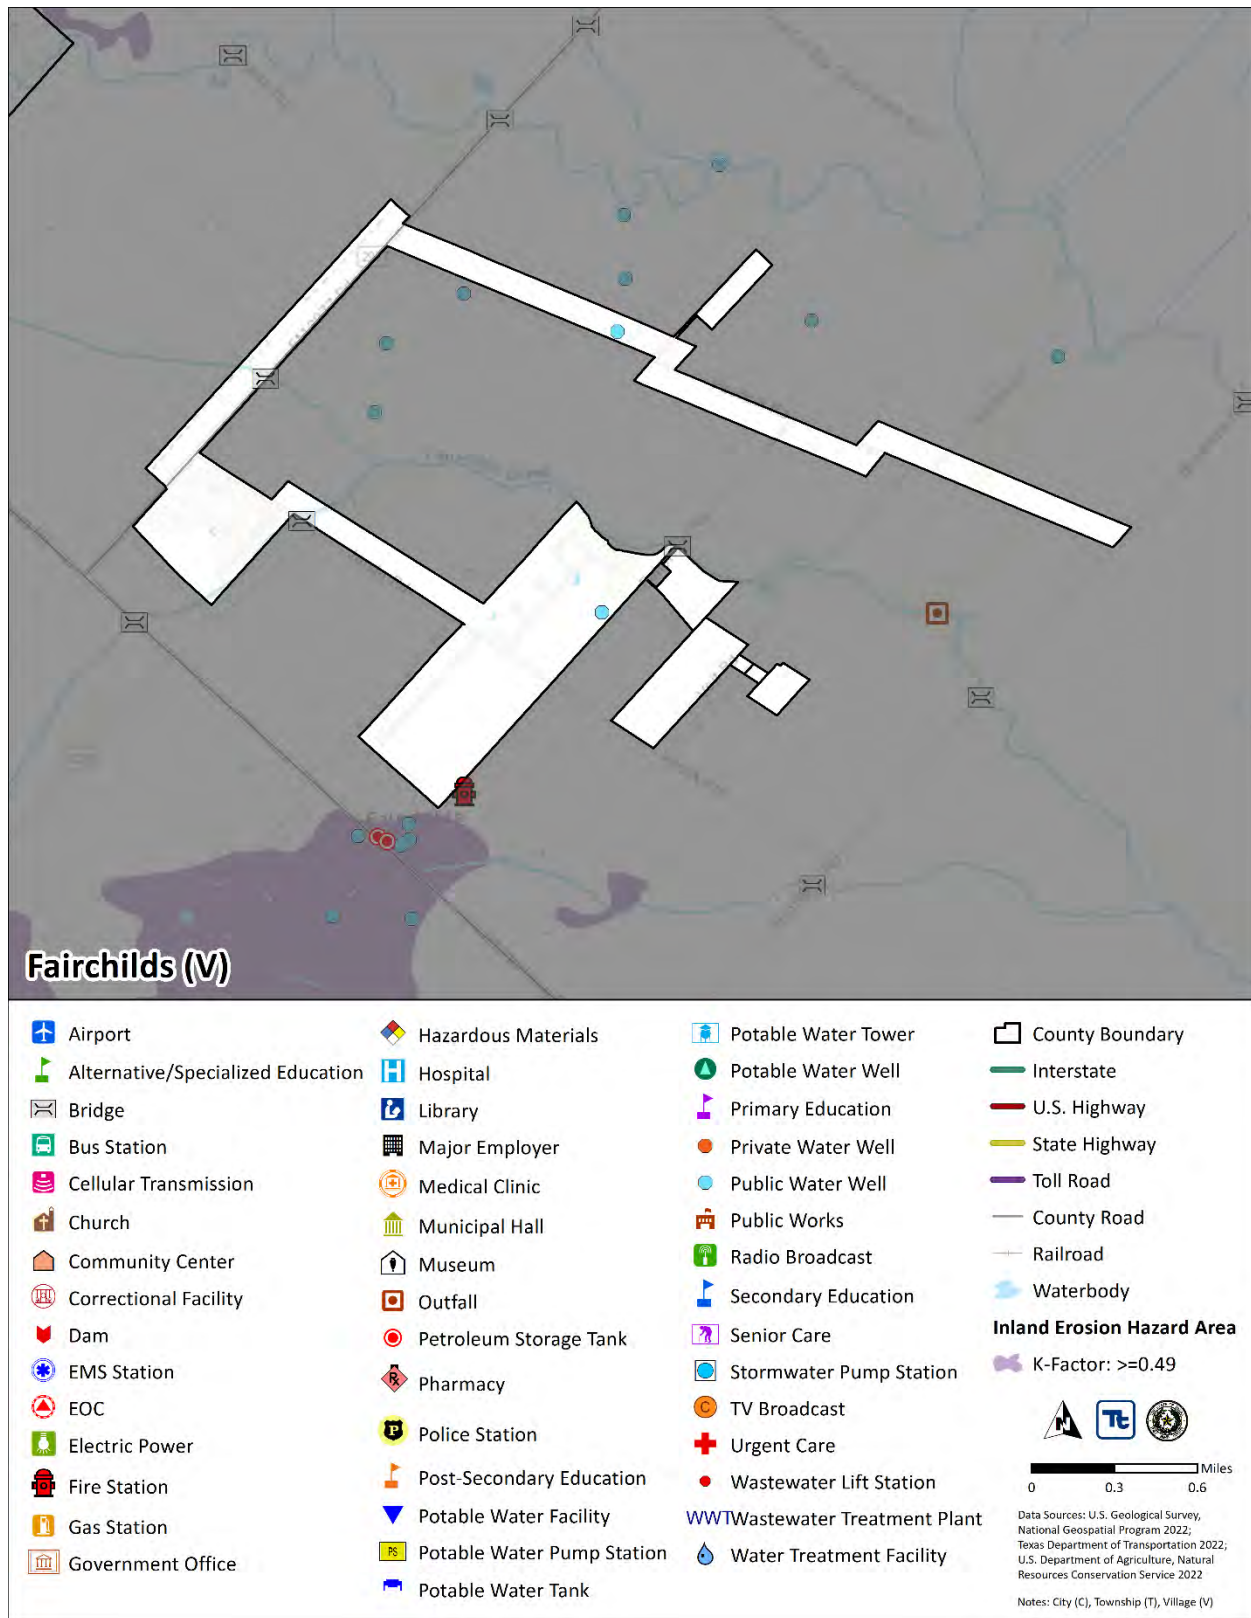 Fairchilds (V)
Airport
Alternative/Specialized Education
Bridge
Bus Station
Cellular Transmission
Church
Community Center
Correctional Facility
Dam
EMS Station
EOC
Electric Power
Fire Station
Gas Station
Government Office
Hazardous Materials
H Hospital
Library
Major Employer
Medical Clinic
Municipal Hall
Museum
Outfall
Petroleum Storage Tank
Rx Pharmacy
P Police Station
Post-Secondary Education
Potable Water Facility
PS Potable Water Pump Station
Potable Water Tank
Potable Water Tower
Potable Water Well
Primary Education
Private Water Well
Public Water Well
Public Works
Radio Broadcast
Secondary Education
Senior Care
Stormwater Pump Station
C TV Broadcast
Urgent Care
Wastewater Lift Station
WWT Wastewater Treatment Plant
Water Treatment Facility
County Boundary
Interstate
U.S. Highway
State Highway
Toll Road
County Road
Railroad
Waterbody
Inland Erosion Hazard Area
K-Factor: >=0.49
N Tt
Miles
0 0.3 0.6
Data Sources: U.S. Geological Survey,
National Geospatial Program 2022;
Texas Department of Transportation 2022;
U.S. Department of Agriculture, Natural
Resources Conservation Service 2022
Notes: City (C), Township (T), Village (V)